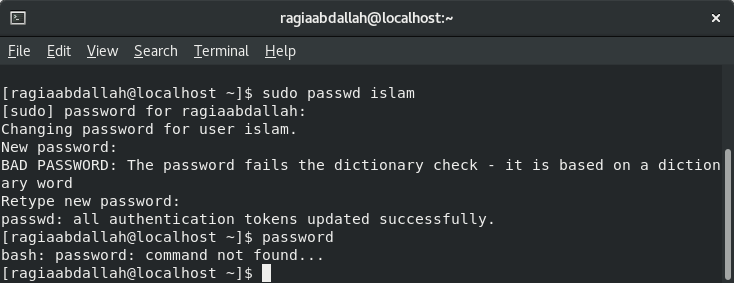 ragiaabdallah@localhost:~
File Edit View Search Terminal Help
[ragiaabdallah@localhost ~]$ sudo passwd islam
[sudo] password for ragiaabdallah:
Changing password for user islam.
New password:
BAD PASSWORD: The password fails the dictionary check - it is based on a diction
ary word
Retype new password:
passwd: all authentication tokens updated successfully.
[ragiaabdallah@localhost ~]$ password
bash: password: command not found...
[ragiaabdallah@localhost ~]$